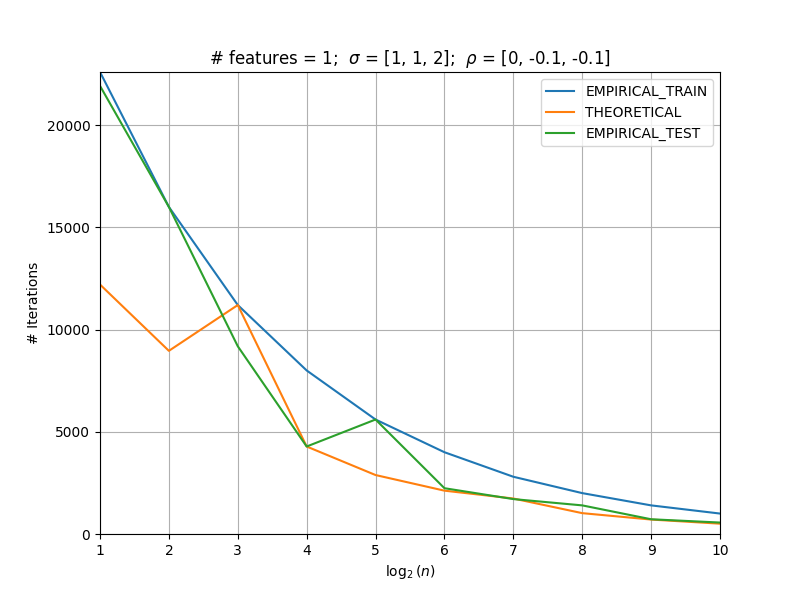 # features = 1; σ = [1, 1, 2]; ρ = [0, -0.1, -0.1]
EMPIRICAL_TRAIN
THEORETICAL
EMPIRICAL_TEST
20000
15000
10000
5000
0
# Iterations
1 2 3 4 5 6 7 8 9 10
log₂(n)